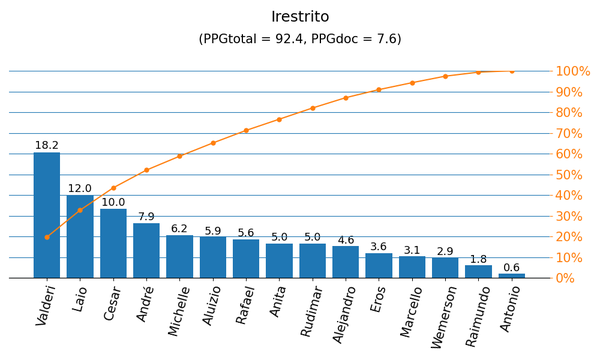 Irestrito
(PPGtotal = 92.4, PPGdoc = 7.6)
100%
90%
80%
70%
60%
50%
40%
30%
20%
10%
0%
18.2
12.0
10.0
7.9
6.2
5.9
5.6
5.0
5.0
4.6
3.6
3.1
2.9
1.8
0.6
Valderi
Laio
Cesar
André
Michelle
Aluizio
Rafael
Anita
Rudimar
Alejandro
Eros
Marcello
Wemerson
Raimundo
Antonio